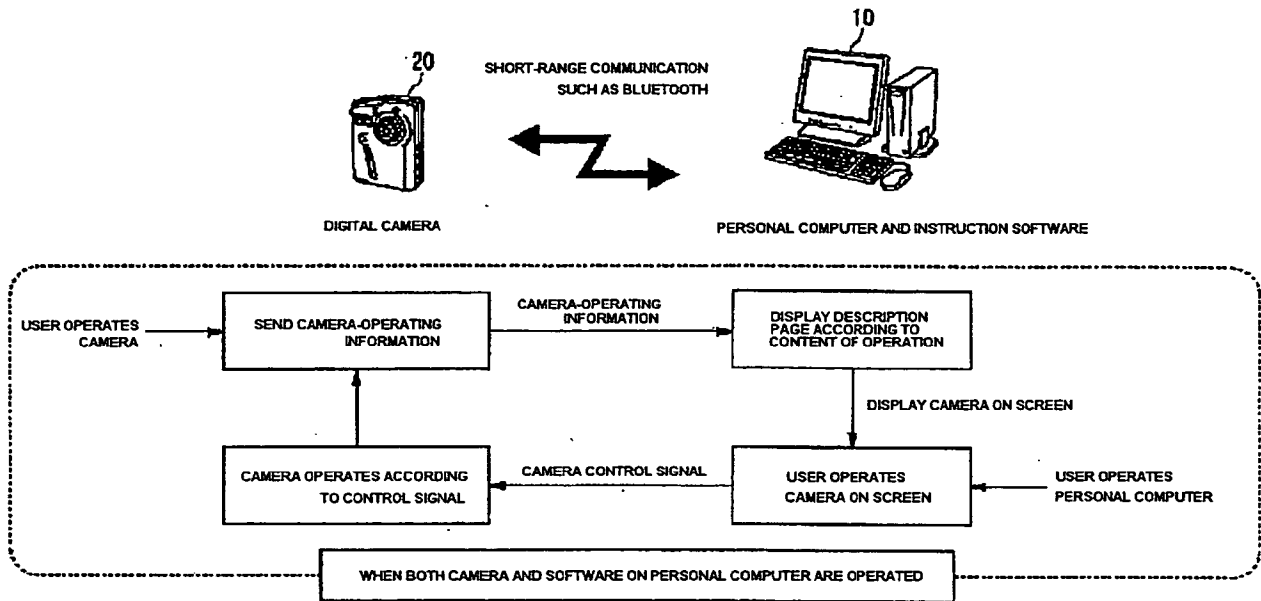 10
20
SHORT-RANGE COMMUNICATION
SUCH AS BLUETOOTH
DIGITAL CAMERA
PERSONAL COMPUTER AND INSTRUCTION SOFTWARE
USER OPERATES
CAMERA
SEND CAMERA-OPERATING
INFORMATION
CAMERA-OPERATING
INFORMATION
DISPLAY DESCRIPTION
PAGE ACCORDING TO
CONTENT OF OPERATION
DISPLAY CAMERA ON SCREEN
CAMERA OPERATES ACCORDING
TO CONTROL SIGNAL
CAMERA CONTROL SIGNAL
USER OPERATES
CAMERA ON SCREEN
USER OPERATES
PERSONAL COMPUTER
WHEN BOTH CAMERA AND SOFTWARE ON PERSONAL COMPUTER ARE OPERATED